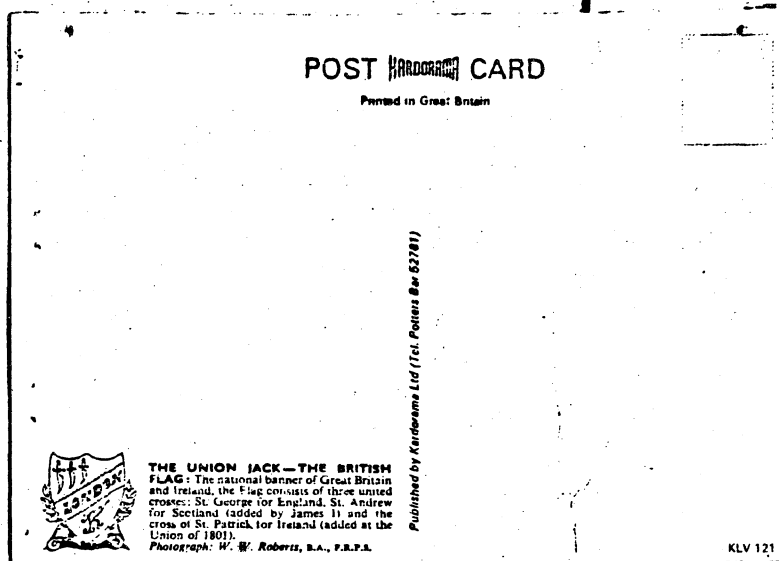 POST KARDORAMA CARD
Printed in Great Britain
Published by Kardorama Ltd (Tel. Potters Bar 52781)
LONDON
K
THE UNION JACK—THE BRITISH
FLAG: The national banner of Great Britain
and Ireland, the Flag consists of three united
crosses: St. George for England, St. Andrew
for Scotland (added by James I) and the
cross of St. Patrick for Ireland (added at the
Union of 1801).
Photograph: W. W. Roberts, B.A., F.R.P.S.
KLV 121